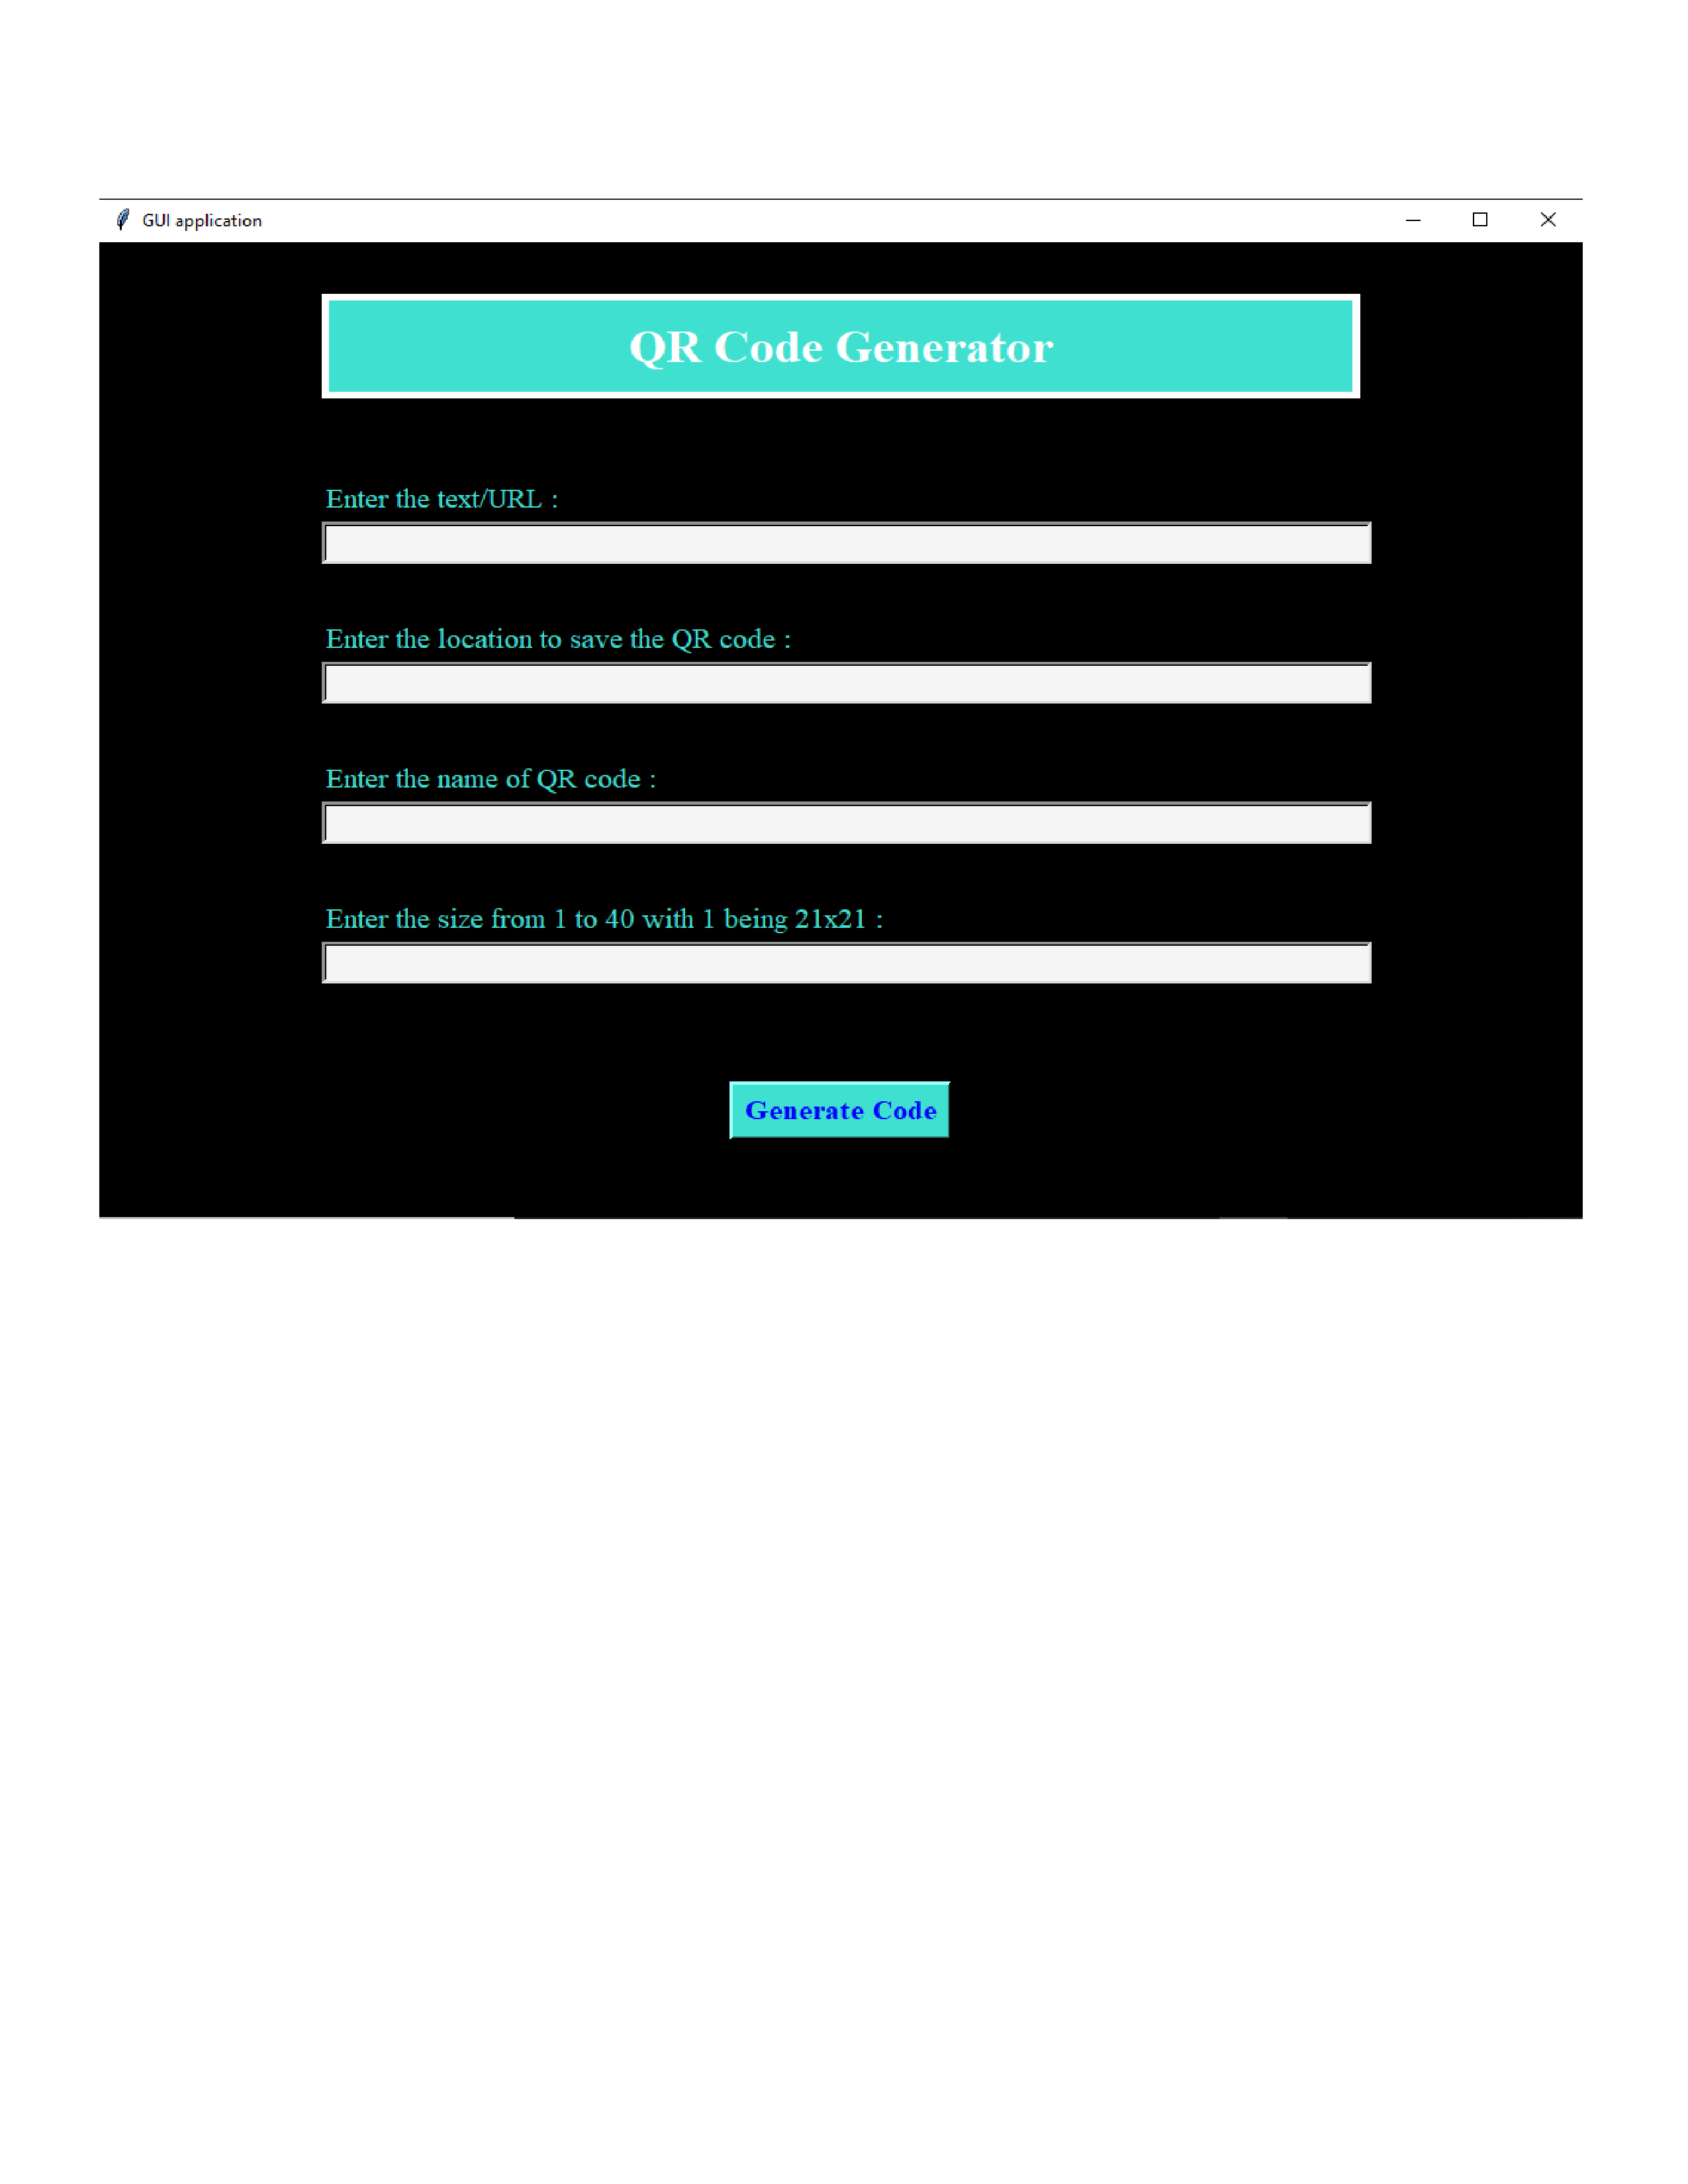 GUI application
QR Code Generator
Enter the text/URL :
Enter the location to save the QR code :
Enter the name of QR code :
Enter the size from 1 to 40 with 1 being 21x21 :
Generate Code